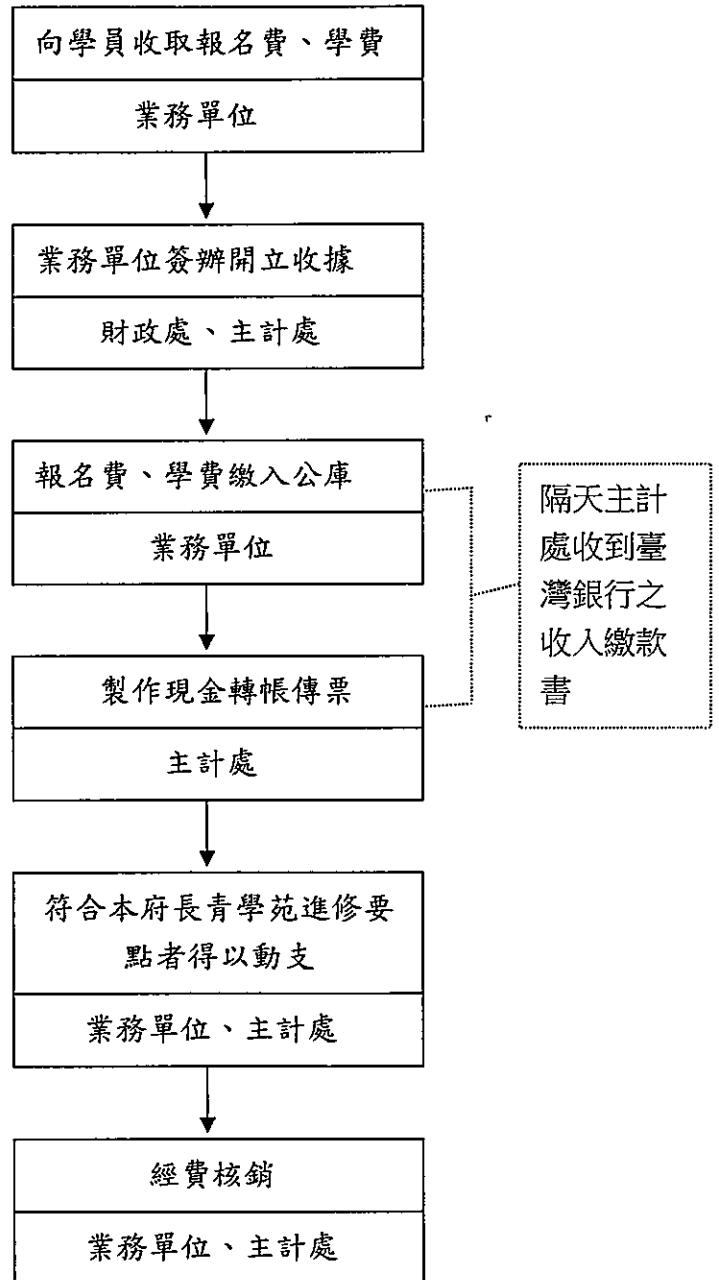 向學員收取報名費、學費
業務單位
業務單位簽辦開立收據
財政處、主計處
報名費、學費繳入公庫
業務單位
隔天主計
處收到臺
灣銀行之
收入繳款
書
製作現金轉帳傳票
主計處
符合本府長青學苑進修要
點者得以動支
業務單位、主計處
經費核銷
業務單位、主計處